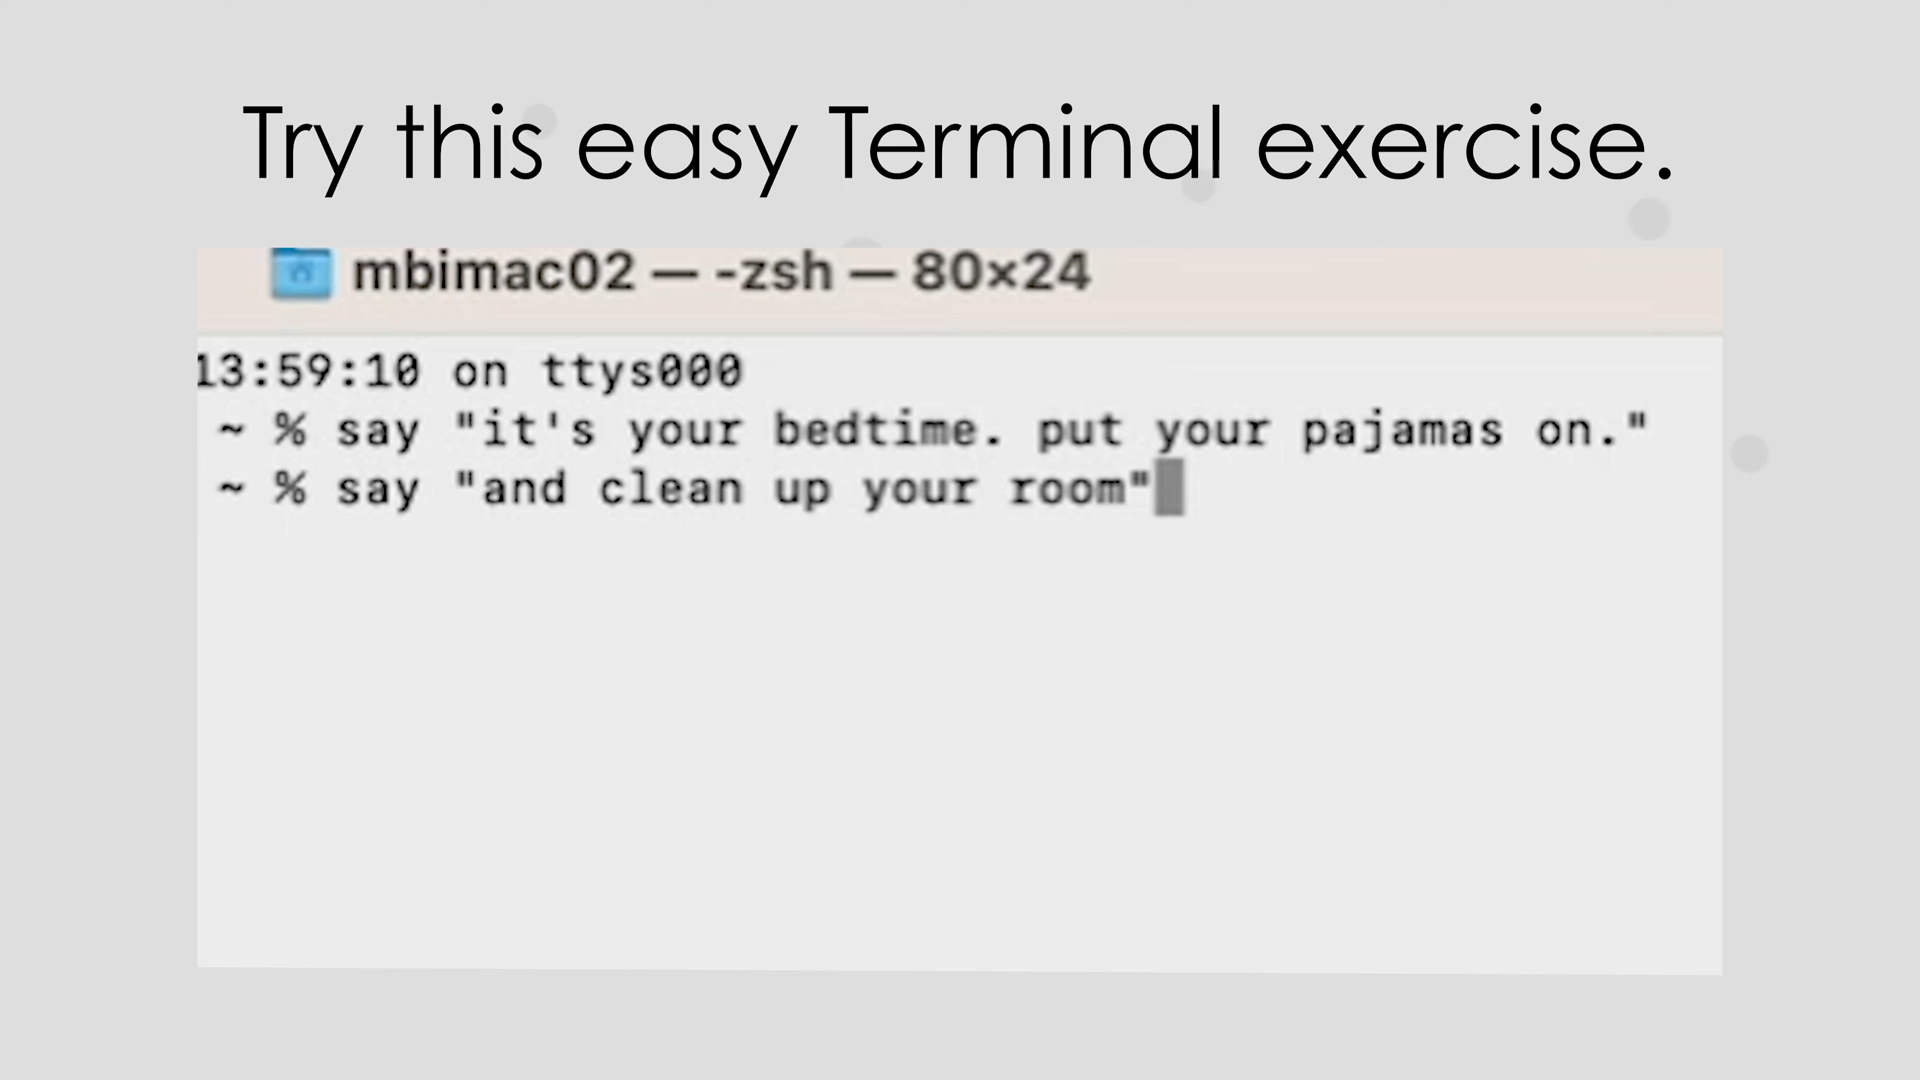 Try this easy Terminal exercise.
mbimac02 — -zsh — 80×24
13:59:10 on ttys000
~ % say "it's your bedtime. put your pajamas on."
~ % say "and clean up your room"